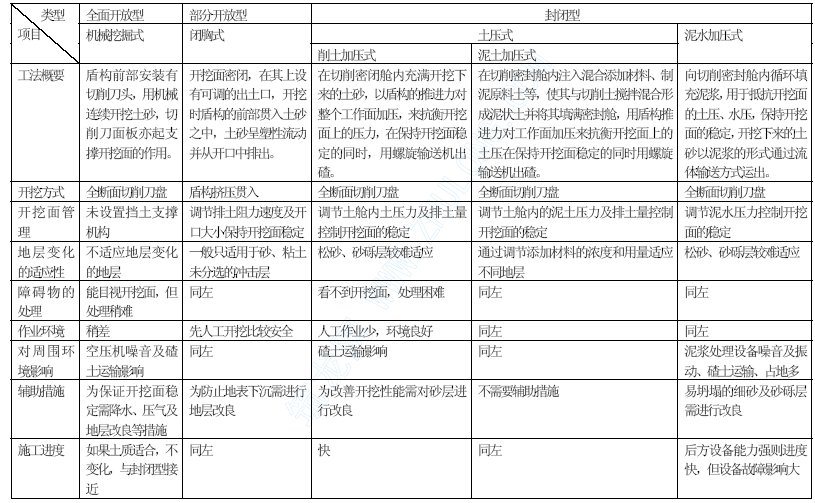 类型 全面开放型 部分开放型 封闭型
项目 机械挖掘式 闭胸式 土压式 泥水加压式
削土加压式 泥土加压式
工法概要
盾构前部安装有
切削刀头，用机械
连续开挖土砂，切
削刀面板亦起支
撑开挖面的作用。
开挖面密闭，在其上设
有可调的出土口，开挖
时盾构的前部贯入土砂
之中，土砂呈塑性流动
并从开口中排出。
在切削密闭舱内充满开挖下
来的土砂，以盾构的推进力对
整个工作面加压，来抗衡开挖
面上的压力，在保持开挖面稳
定的同时，用螺旋输送机出
碴。
在切削密封舱内注入混合添加材料、制
泥原料土等，使其与切削土搅拌混合形
成泥状土并将其填满密封舱，用盾构推
进力对工作面加压来抗衡开挖面上的
土压在保持开挖面稳定的同时用螺旋
输送机出碴。
向切削密封舱内循环填
充泥浆，用于抵抗开挖面
的土压、水压，保持开挖
面的稳定，开挖下来的土
砂以泥浆的形式通过流
体输送方式运出。
开挖方式 全断面切削刀盘 盾构挤压贯入 全断面切削刀盘 全断面切削刀盘 全断面切削刀盘
开挖面管
理
未设置挡土支撑
机构
调节排土阻力速度及开
口大小保持开挖面稳定
调节土舱内土压力及排土量
控制开挖面的稳定
调节土舱内的泥土压力及排土量控制
开挖面的稳定
调节泥水压力控制开挖
面的稳定
地层变化
的适应性
不适应地层变化
的地层
一般只适用于砂、粘土
未分选的冲击层
松砂、砂砾层较难适应
通过调节添加材料的浓度和用量适应
不同地层
松砂、砂砾层较难适应
障碍物的
处理
能目视开挖面，但
处理稍难
同左
看不到开挖面，处理困难
同左
同左
作业环境 稍差 先人工开挖比较安全 人工作业少，环境良好 同左 同左
对周围环
境影响
空压机噪音及碴
土运输影响
同左
碴土运输影响
同左
泥浆处理设备噪音及振
动、碴土运输、占地多
辅助措施
为保证开挖面稳
定需降水、压气及
地层改良等措施
为防止地表下沉需进行
地层改良
为改善开挖性能需对砂层进
行改良
不需要辅助措施
易坍塌的细砂及砂砾层
需进行改良
施工进度
如果土质适合，不
变化，与封闭型接
近
同左
快
同左
后方设备能力强则进度
快，但设备故障影响大